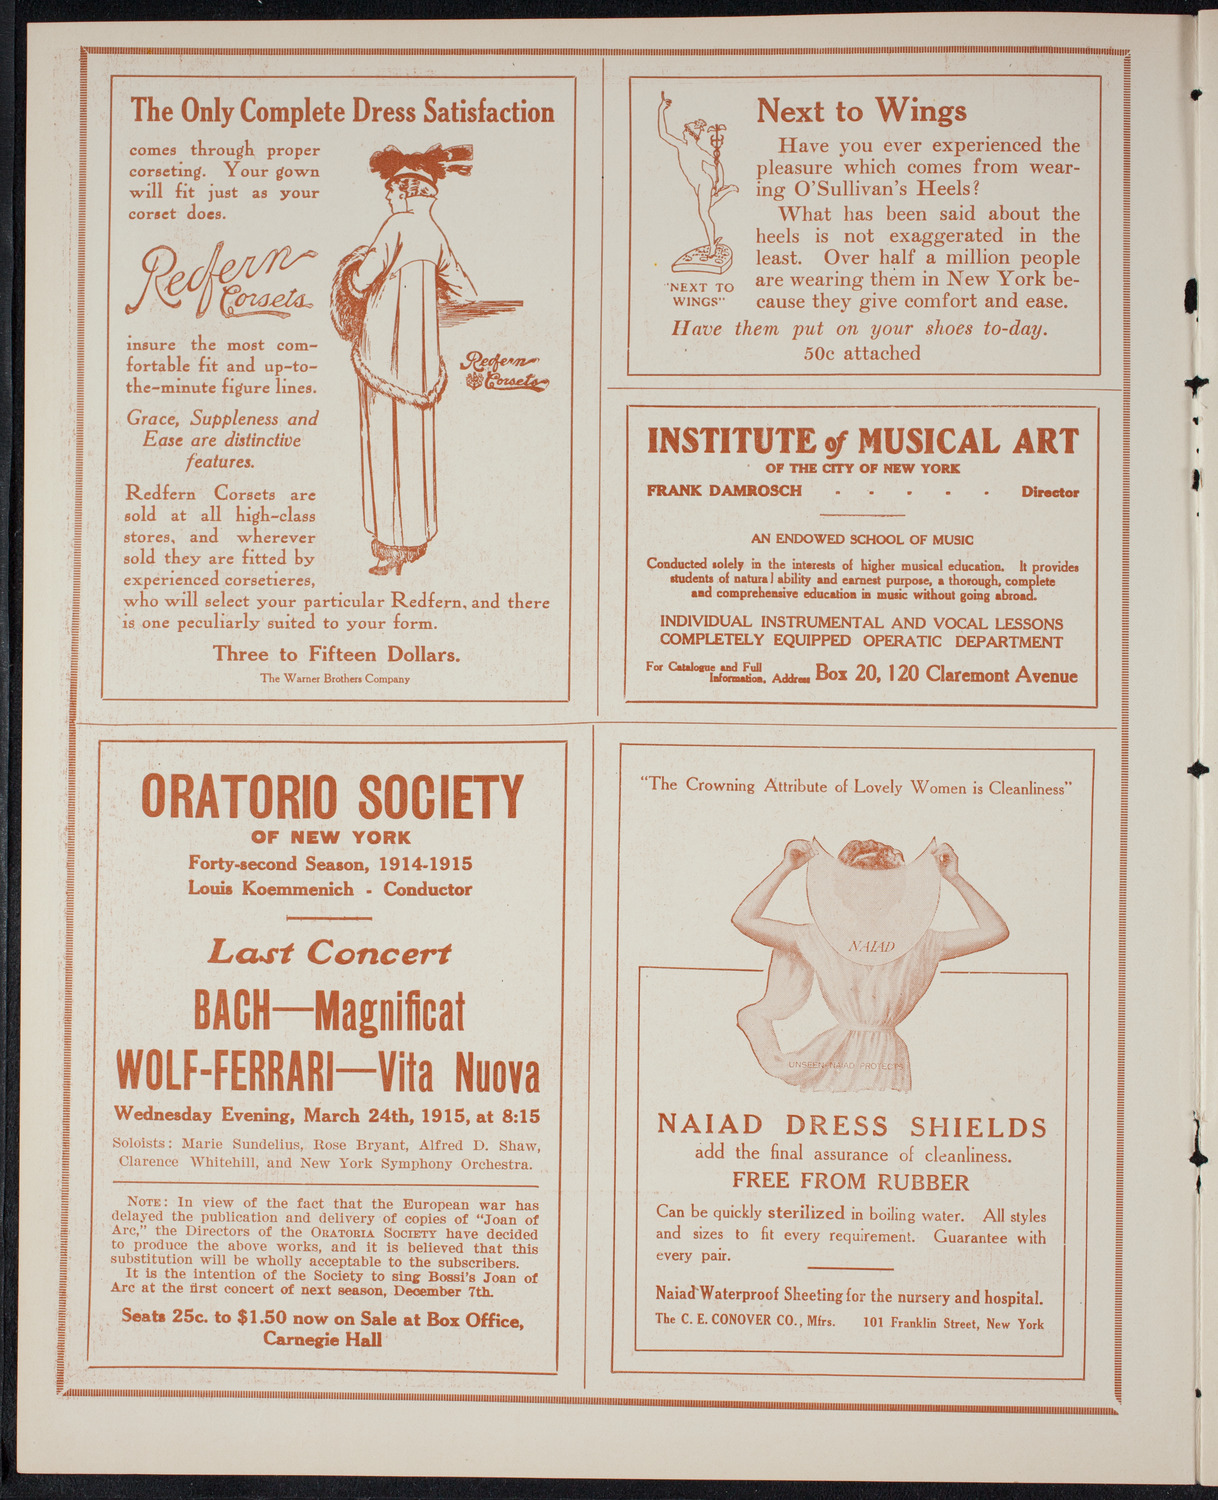 The Only Complete Dress Satisfaction
comes through proper
corseting. Your gown
will fit just as your
corset does.
Redfern
Corsets
insure the most com-
fortable fit and up-to-
the-minute figure lines.
Grace, Suppleness and
Ease are distinctive
features.
Redfern
Corsets
Redfern Corsets are
sold at all high-class
stores, and wherever
sold they are fitted by
experienced corsetieres,
who will select your particular Redfern, and there
is one peculiarly suited to your form.
Three to Fifteen Dollars.
The Warner Brothers Company
Next to Wings
Have you ever experienced the
pleasure which comes from wear-
ing O'Sullivan's Heels?
What has been said about the
heels is not exaggerated in the
least. Over half a million people
are wearing them in New York be-
cause they give comfort and ease.
"NEXT TO
WINGS"
Have them put on your shoes to-day.
50c attached
INSTITUTE of MUSICAL ART
OF THE CITY OF NEW YORK
FRANK DAMROSCH - - - - - Director
AN ENDOWED SCHOOL OF MUSIC
Conducted solely in the interests of higher musical education. It provides
students of natural ability and earnest purpose, a thorough, complete
and comprehensive education in music without going abroad.
INDIVIDUAL INSTRUMENTAL AND VOCAL LESSONS
COMPLETELY EQUIPPED OPERATIC DEPARTMENT
For Catalogue and Full
Information, Address Box 20, 120 Claremont Avenue
ORATORIO SOCIETY
OF NEW YORK
Forty-second Season, 1914-1915
Louis Koemmenich - Conductor
Last Concert
BACH—Magnificat
WOLF-FERRARI—Vita Nuova
Wednesday Evening, March 24th, 1915, at 8:15
Soloists: Marie Sundelius, Rose Bryant, Alfred D. Shaw,
Clarence Whitehill, and New York Symphony Orchestra.
NOTE: In view of the fact that the European war has
delayed the publication and delivery of copies of "Joan of
Arc," the Directors of the ORATORIA SOCIETY have decided
to produce the above works, and it is believed that this
substitution will be wholly acceptable to the subscribers.
It is the intention of the Society to sing Bossi's Joan of
Arc at the first concert of next season, December 7th.
Seats 25c. to $1.50 now on Sale at Box Office,
Carnegie Hall
"The Crowning Attribute of Lovely Women is Cleanliness"
NAIAD
UNSEEN-NAIAD PROTECTS
NAIAD DRESS SHIELDS
add the final assurance of cleanliness.
FREE FROM RUBBER
Can be quickly sterilized in boiling water. All styles
and sizes to fit every requirement. Guarantee with
every pair.
Naiad Waterproof Sheeting for the nursery and hospital.
The C. E. CONOVER CO., Mfrs. 101 Franklin Street, New York